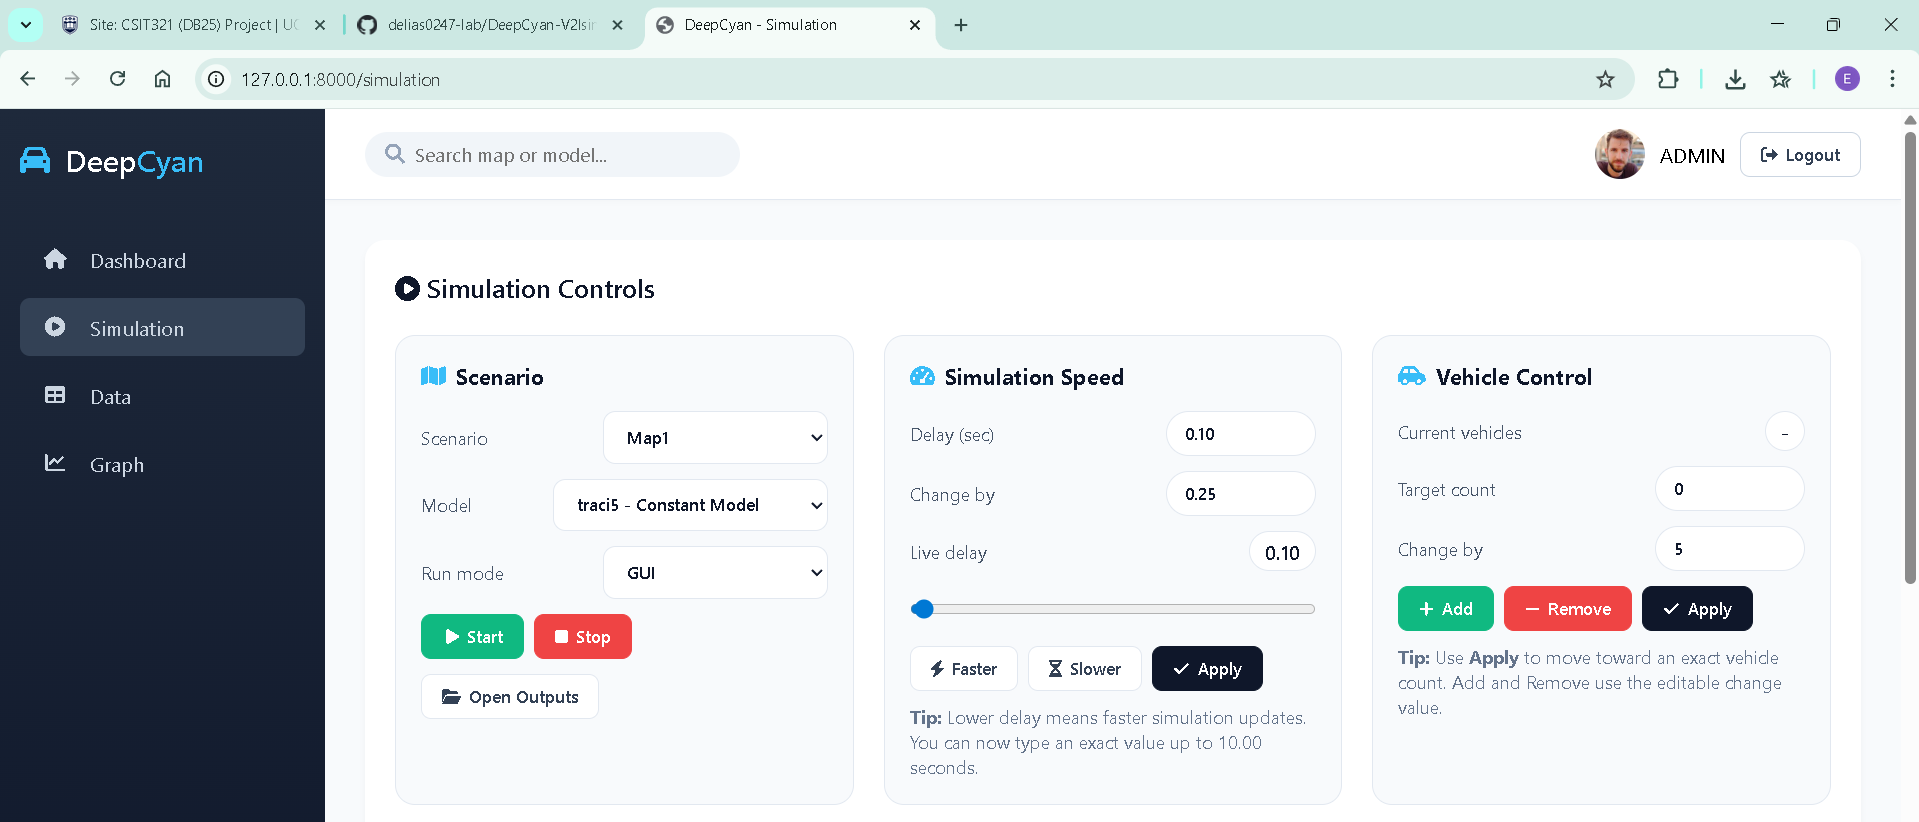 Site: CSIT321 (DB25) Project | UO
delias0247-lab/DeepCyan-V2Isim
DeepCyan - Simulation
127.0.0.1:8000/simulation
E
DeepCyan
Search map or model...
ADMIN
Logout
Dashboard
Simulation
Data
Graph
Simulation Controls
Scenario
Scenario
Map1
Model
traci5 - Constant Model
Run mode
GUI
Start
Stop
Open Outputs
Simulation Speed
Delay (sec)
0.10
Change by
0.25
Live delay
0.10
Faster
Slower
Apply
Tip: Lower delay means faster simulation updates.
You can now type an exact value up to 10.00
seconds.
Vehicle Control
Current vehicles
-
Target count
0
Change by
5
Add
Remove
Apply
Tip: Use Apply to move toward an exact vehicle
count. Add and Remove use the editable change
value.